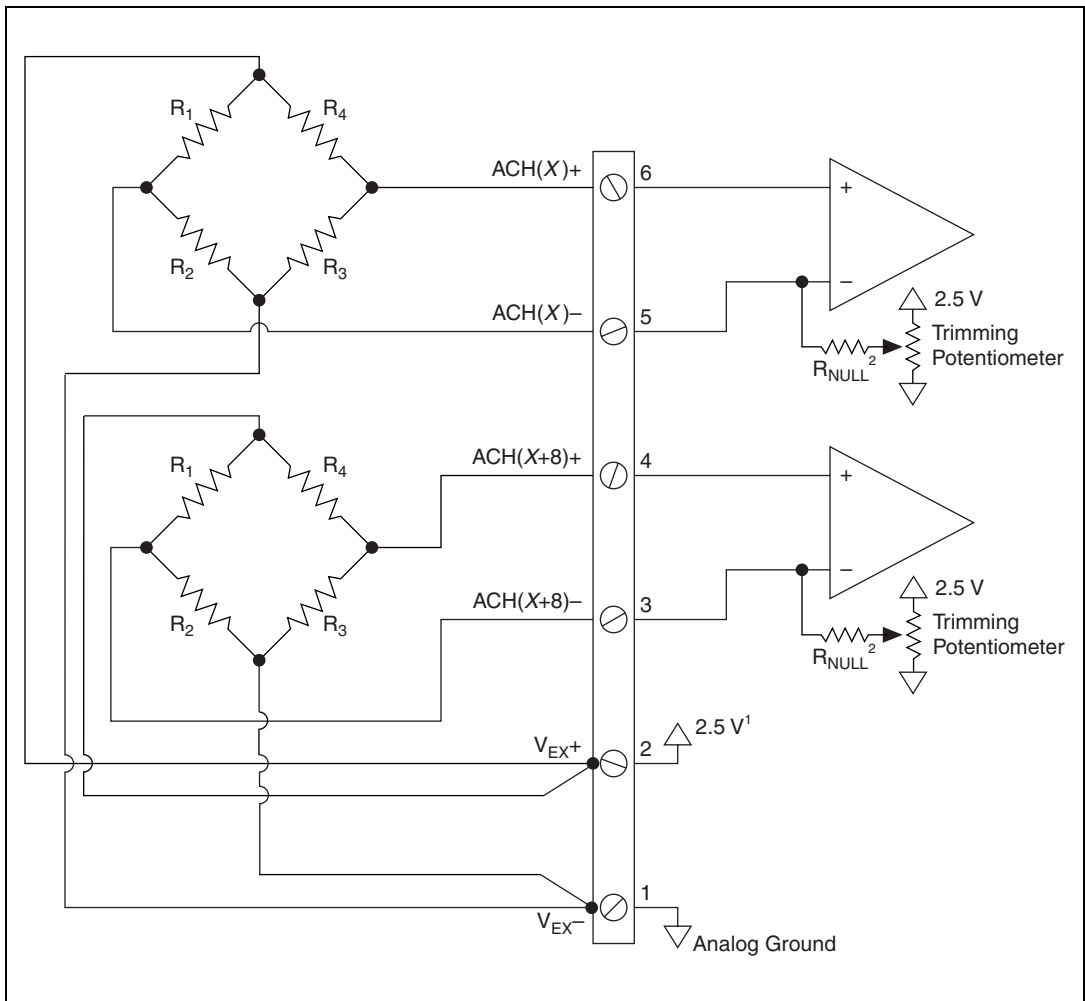 R1
R4
R2
R3
ACH(X)+
6
+
ACH(X)–
5
–
2.5 V
Trimming
Potentiometer
RNULL2
R1
R4
R2
R3
ACH(X+8)+
4
+
ACH(X+8)–
3
–
2.5 V
Trimming
Potentiometer
RNULL2
VEX+
2
2.5 V1
VEX–
1
Analog Ground